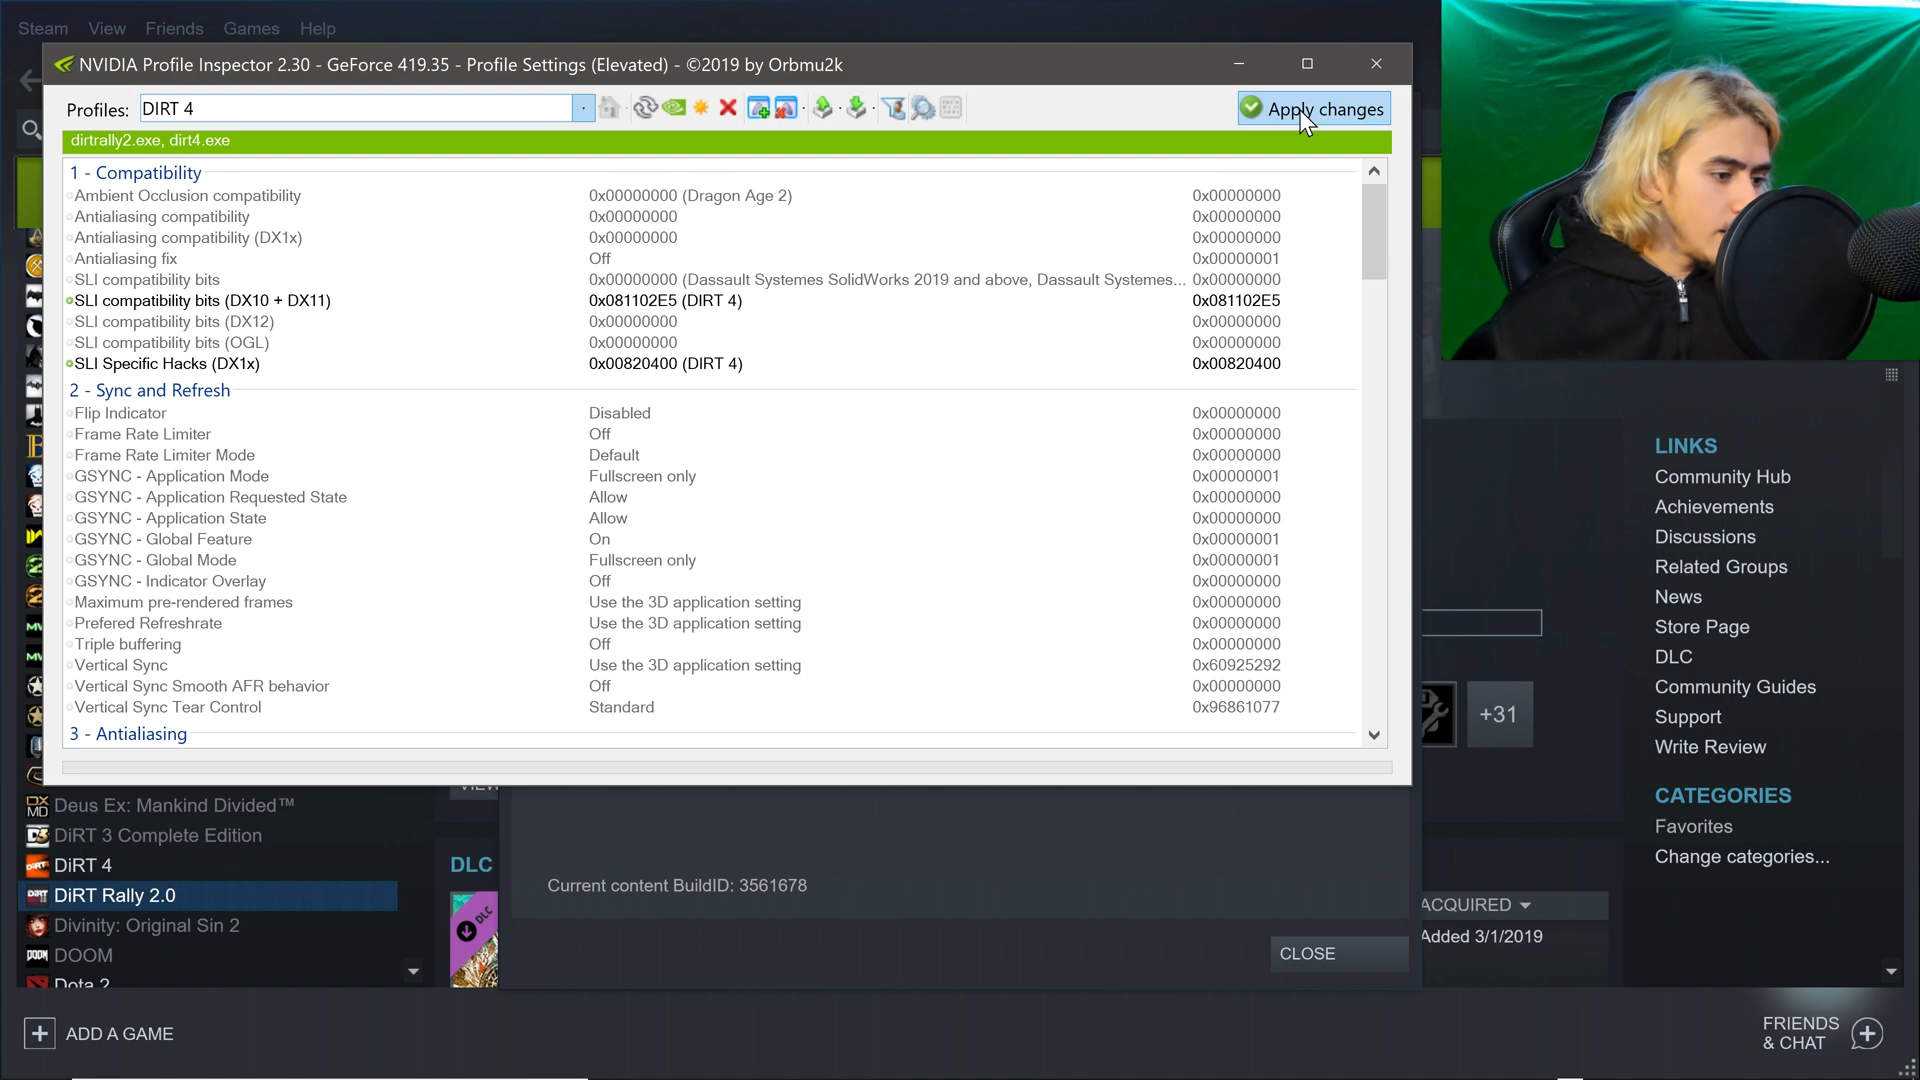 Steam View Friends Games Help
NVIDIA Profile Inspector 2.30 - GeForce 419.35 - Profile Settings (Elevated) - ©2019 by Orbmu2k
Profiles: DIRT 4
Apply changes
dirtrally2.exe, dirt4.exe
1 - Compatibility
Ambient Occlusion compatibility 0x00000000 (Dragon Age 2) 0x00000000
Antialiasing compatibility 0x00000000 0x00000000
Antialiasing compatibility (DX1x) 0x00000000 0x00000000
Antialiasing fix Off 0x00000001
SLI compatibility bits 0x00000000 (Dassault Systemes SolidWorks 2019 and above, Dassault Systemes... 0x00000000
SLI compatibility bits (DX10 + DX11) 0x081102E5 (DIRT 4) 0x081102E5
SLI compatibility bits (DX12) 0x00000000 0x00000000
SLI compatibility bits (OGL) 0x00000000 0x00000000
SLI Specific Hacks (DX1x) 0x00820400 (DIRT 4) 0x00820400
2 - Sync and Refresh
Flip Indicator Disabled 0x00000000
Frame Rate Limiter Off 0x00000000
Frame Rate Limiter Mode Default 0x00000000
GSYNC - Application Mode Fullscreen only 0x00000001
GSYNC - Application Requested State Allow 0x00000000
GSYNC - Application State Allow 0x00000000
GSYNC - Global Feature On 0x00000001
GSYNC - Global Mode Fullscreen only 0x00000001
GSYNC - Indicator Overlay Off 0x00000000
Maximum pre-rendered frames Use the 3D application setting 0x00000000
Prefered Refreshrate Use the 3D application setting 0x00000000
Triple buffering Off 0x00000000
Vertical Sync Use the 3D application setting 0x60925292
Vertical Sync Smooth AFR behavior Off 0x00000000
Vertical Sync Tear Control Standard 0x96861077
3 - Antialiasing
VIEW
Deus Ex: Mankind Divided™
DiRT 3 Complete Edition
DiRT 4
DiRT Rally 2.0
Divinity: Original Sin 2
DOOM
Dota 2
DLC
DLC
Current content BuildID: 3561678
CLOSE
+31
ACQUIRED
Added 3/1/2019
LINKS
Community Hub
Achievements
Discussions
Related Groups
News
Store Page
DLC
Community Guides
Support
Write Review
CATEGORIES
Favorites
Change categories...
ADD A GAME
FRIENDS
& CHAT